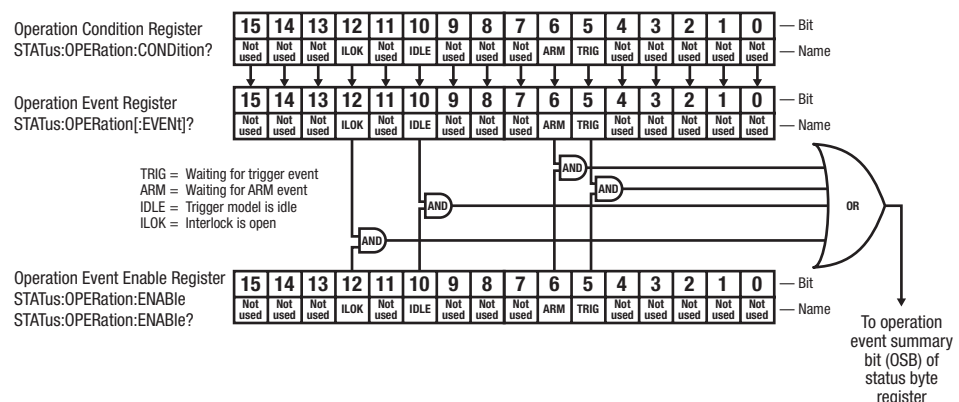 Operation Condition Register
STATus:OPERation:CONDition?
15 14 13 12 11 10 9 8 7 6 5 4 3 2 1 0 — Bit
Not used Not used Not used ILOK Not used IDLE Not used Not used Not used ARM TRIG Not used Not used Not used Not used Not used — Name
Operation Event Register
STATus:OPERation[:EVENt]?
15 14 13 12 11 10 9 8 7 6 5 4 3 2 1 0 — Bit
Not used Not used Not used ILOK Not used IDLE Not used Not used Not used ARM TRIG Not used Not used Not used Not used Not used — Name
TRIG = Waiting for trigger event
ARM = Waiting for ARM event
IDLE = Trigger model is idle
ILOK = Interlock is open
AND
AND
AND
AND
OR
Operation Event Enable Register
STATus:OPERation:ENABle
STATus:OPERation:ENABle?
15 14 13 12 11 10 9 8 7 6 5 4 3 2 1 0 — Bit
Not used Not used Not used ILOK Not used IDLE Not used Not used Not used ARM TRIG Not used Not used Not used Not used Not used — Name
To operation
event summary
bit (OSB) of
status byte
register